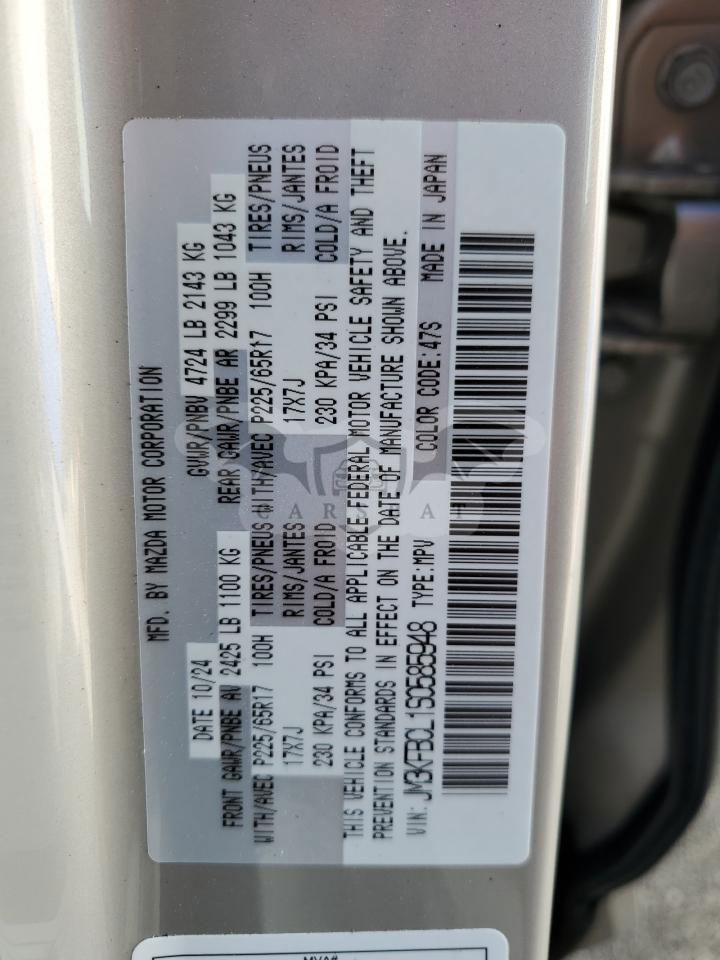 MFD. BY MAZDA MOTOR CORPORATION
DATE 10/24 GVWR/PNBV 4724 LB 2143 KG
FRONT GAWR/PNBE AV 2425 LB 1100 KG REAR GAWR/PNBE AR 2299 LB 1043 KG
WITH/AVEC P225/65R17 100H TIRES/PNEUS WITH/AVEC P225/65R17 100H TIRES/PNEUS
17X7J RIMS/JANTES 17X7J RIMS/JANTES
230 KPA/34 PSI COLD/A FROID 230 KPA/34 PSI COLD/A FROID
THIS VEHICLE CONFORMS TO ALL APPLICABLE FEDERAL MOTOR VEHICLE SAFETY AND THEFT
PREVENTION STANDARDS IN EFFECT ON THE DATE OF MANUFACTURE SHOWN ABOVE.
VIN: JM3KFBCL1S0585948 TYPE:MPV COLOR CODE:47S MADE IN JAPAN
MVA#